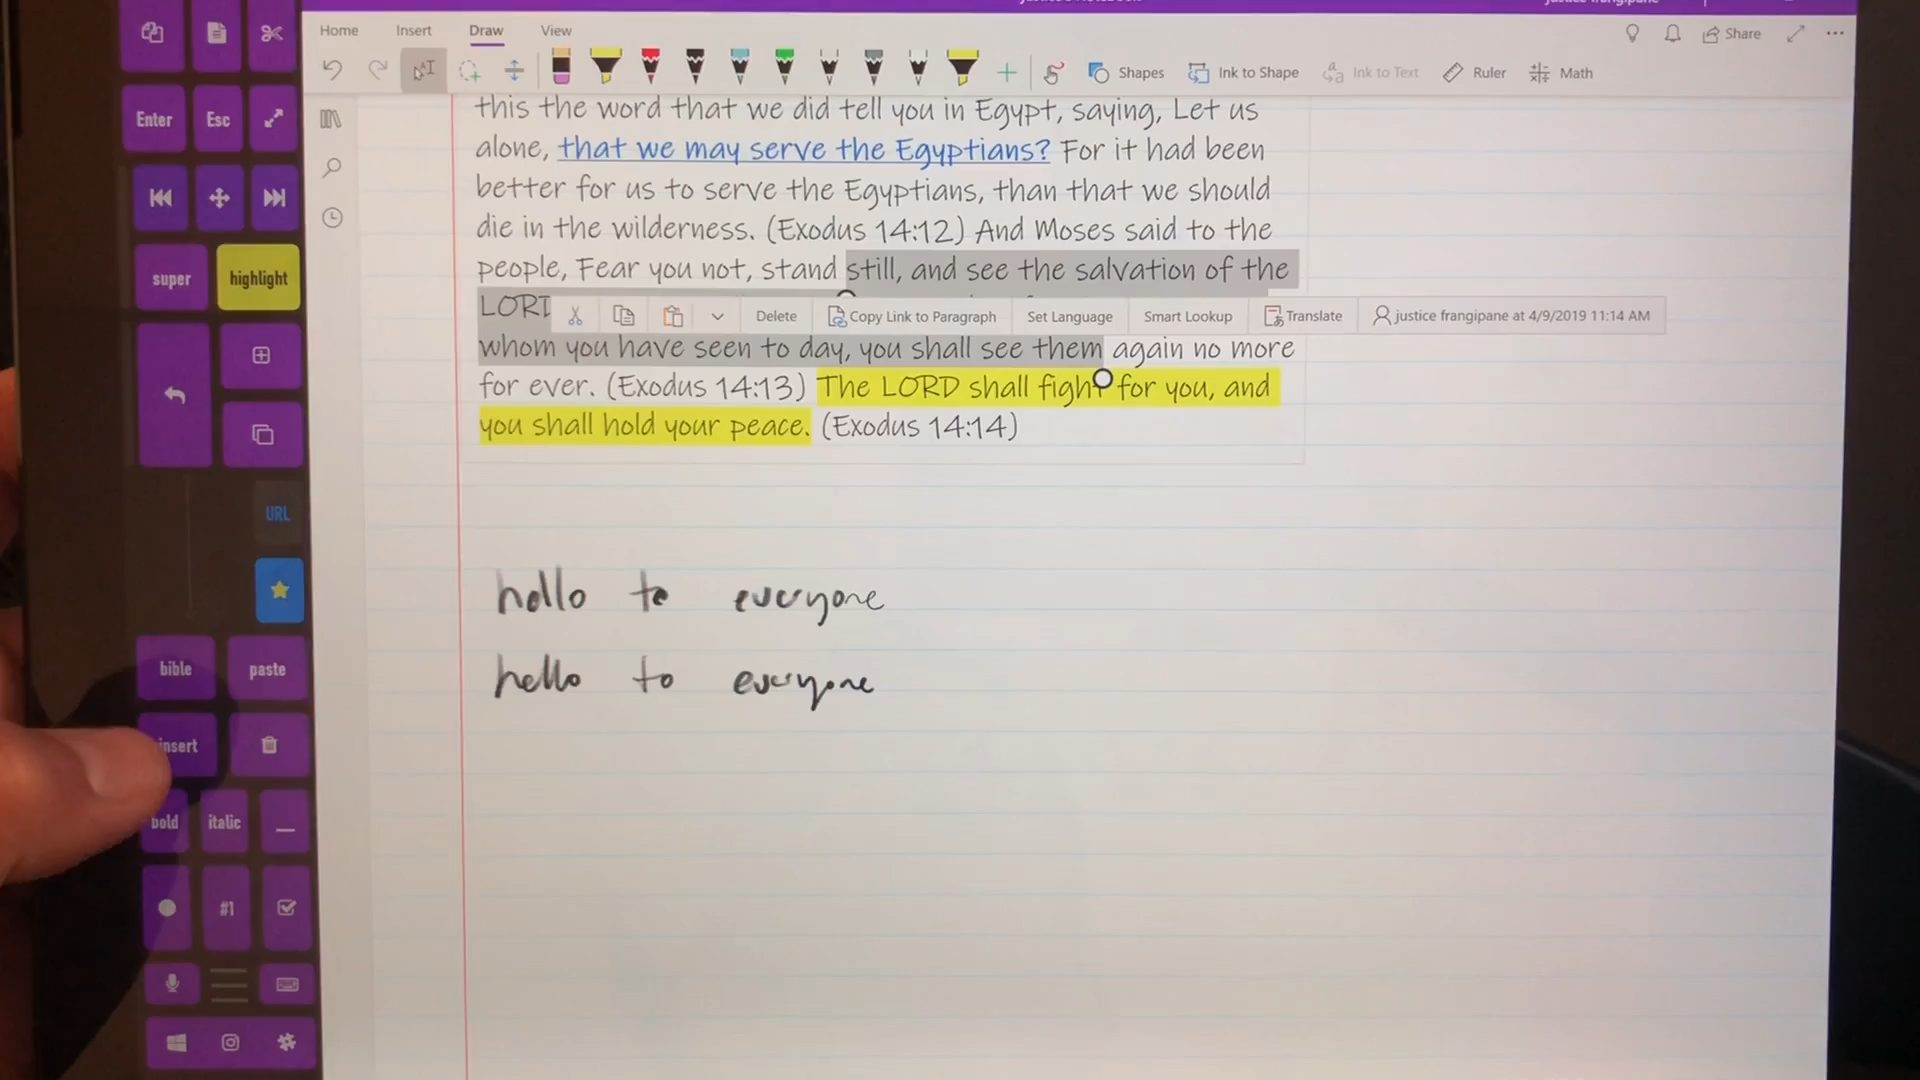 Home Insert Draw View
Share
Shapes Ink to Shape Ink to Text Ruler Math
this the word that we did tell you in Egypt, saying, Let us
alone, that we may serve the Egyptians? For it had been
better for us to serve the Egyptians, than that we should
die in the wilderness. (Exodus 14:12) And Moses said to the
people, Fear you not, stand still, and see the salvation of the
LORD
Delete Copy Link to Paragraph Set Language Smart Lookup Translate justice frangipane at 4/9/2019 11:14 AM
whom you have seen to day, you shall see them again no more
for ever. (Exodus 14:13) The LORD shall fight for you, and
you shall hold your peace. (Exodus 14:14)
hello to everyone
hello to everyone
Enter Esc
super highlight
URL
bible paste
insert
bold italic
#1